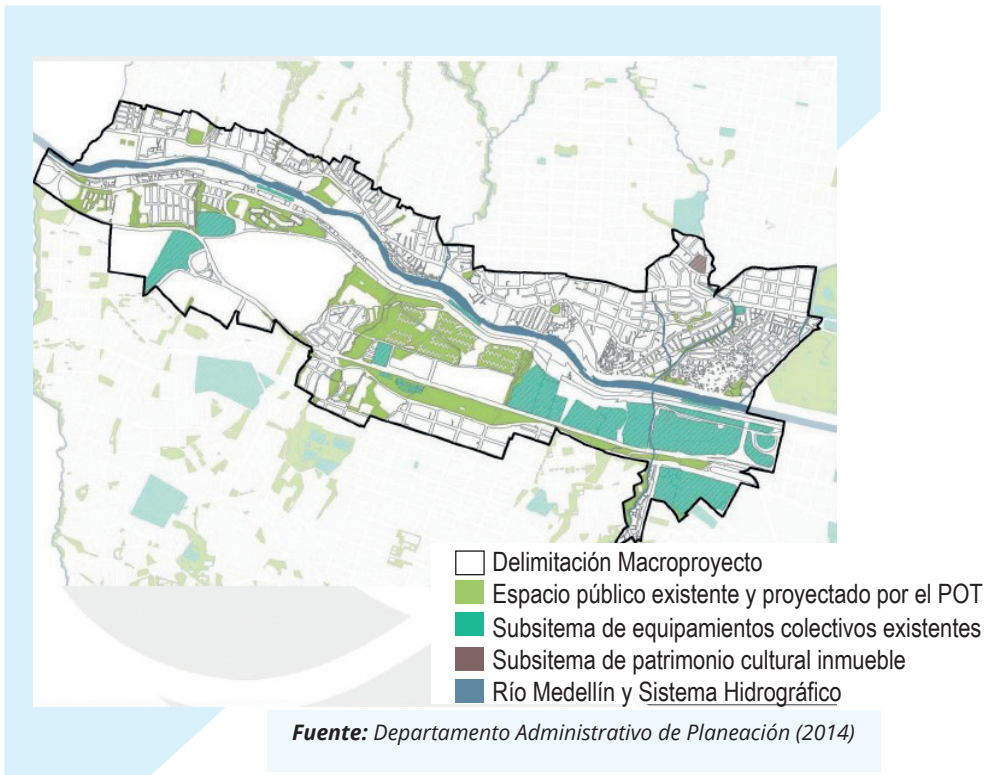 Delimitación Macroproyecto
Espacio público existente y proyectado por el POT
Subsitema de equipamientos colectivos existentes
Subsitema de patrimonio cultural inmueble
Río Medellín y Sistema Hidrográfico
Fuente: Departamento Administrativo de Planeación (2014)